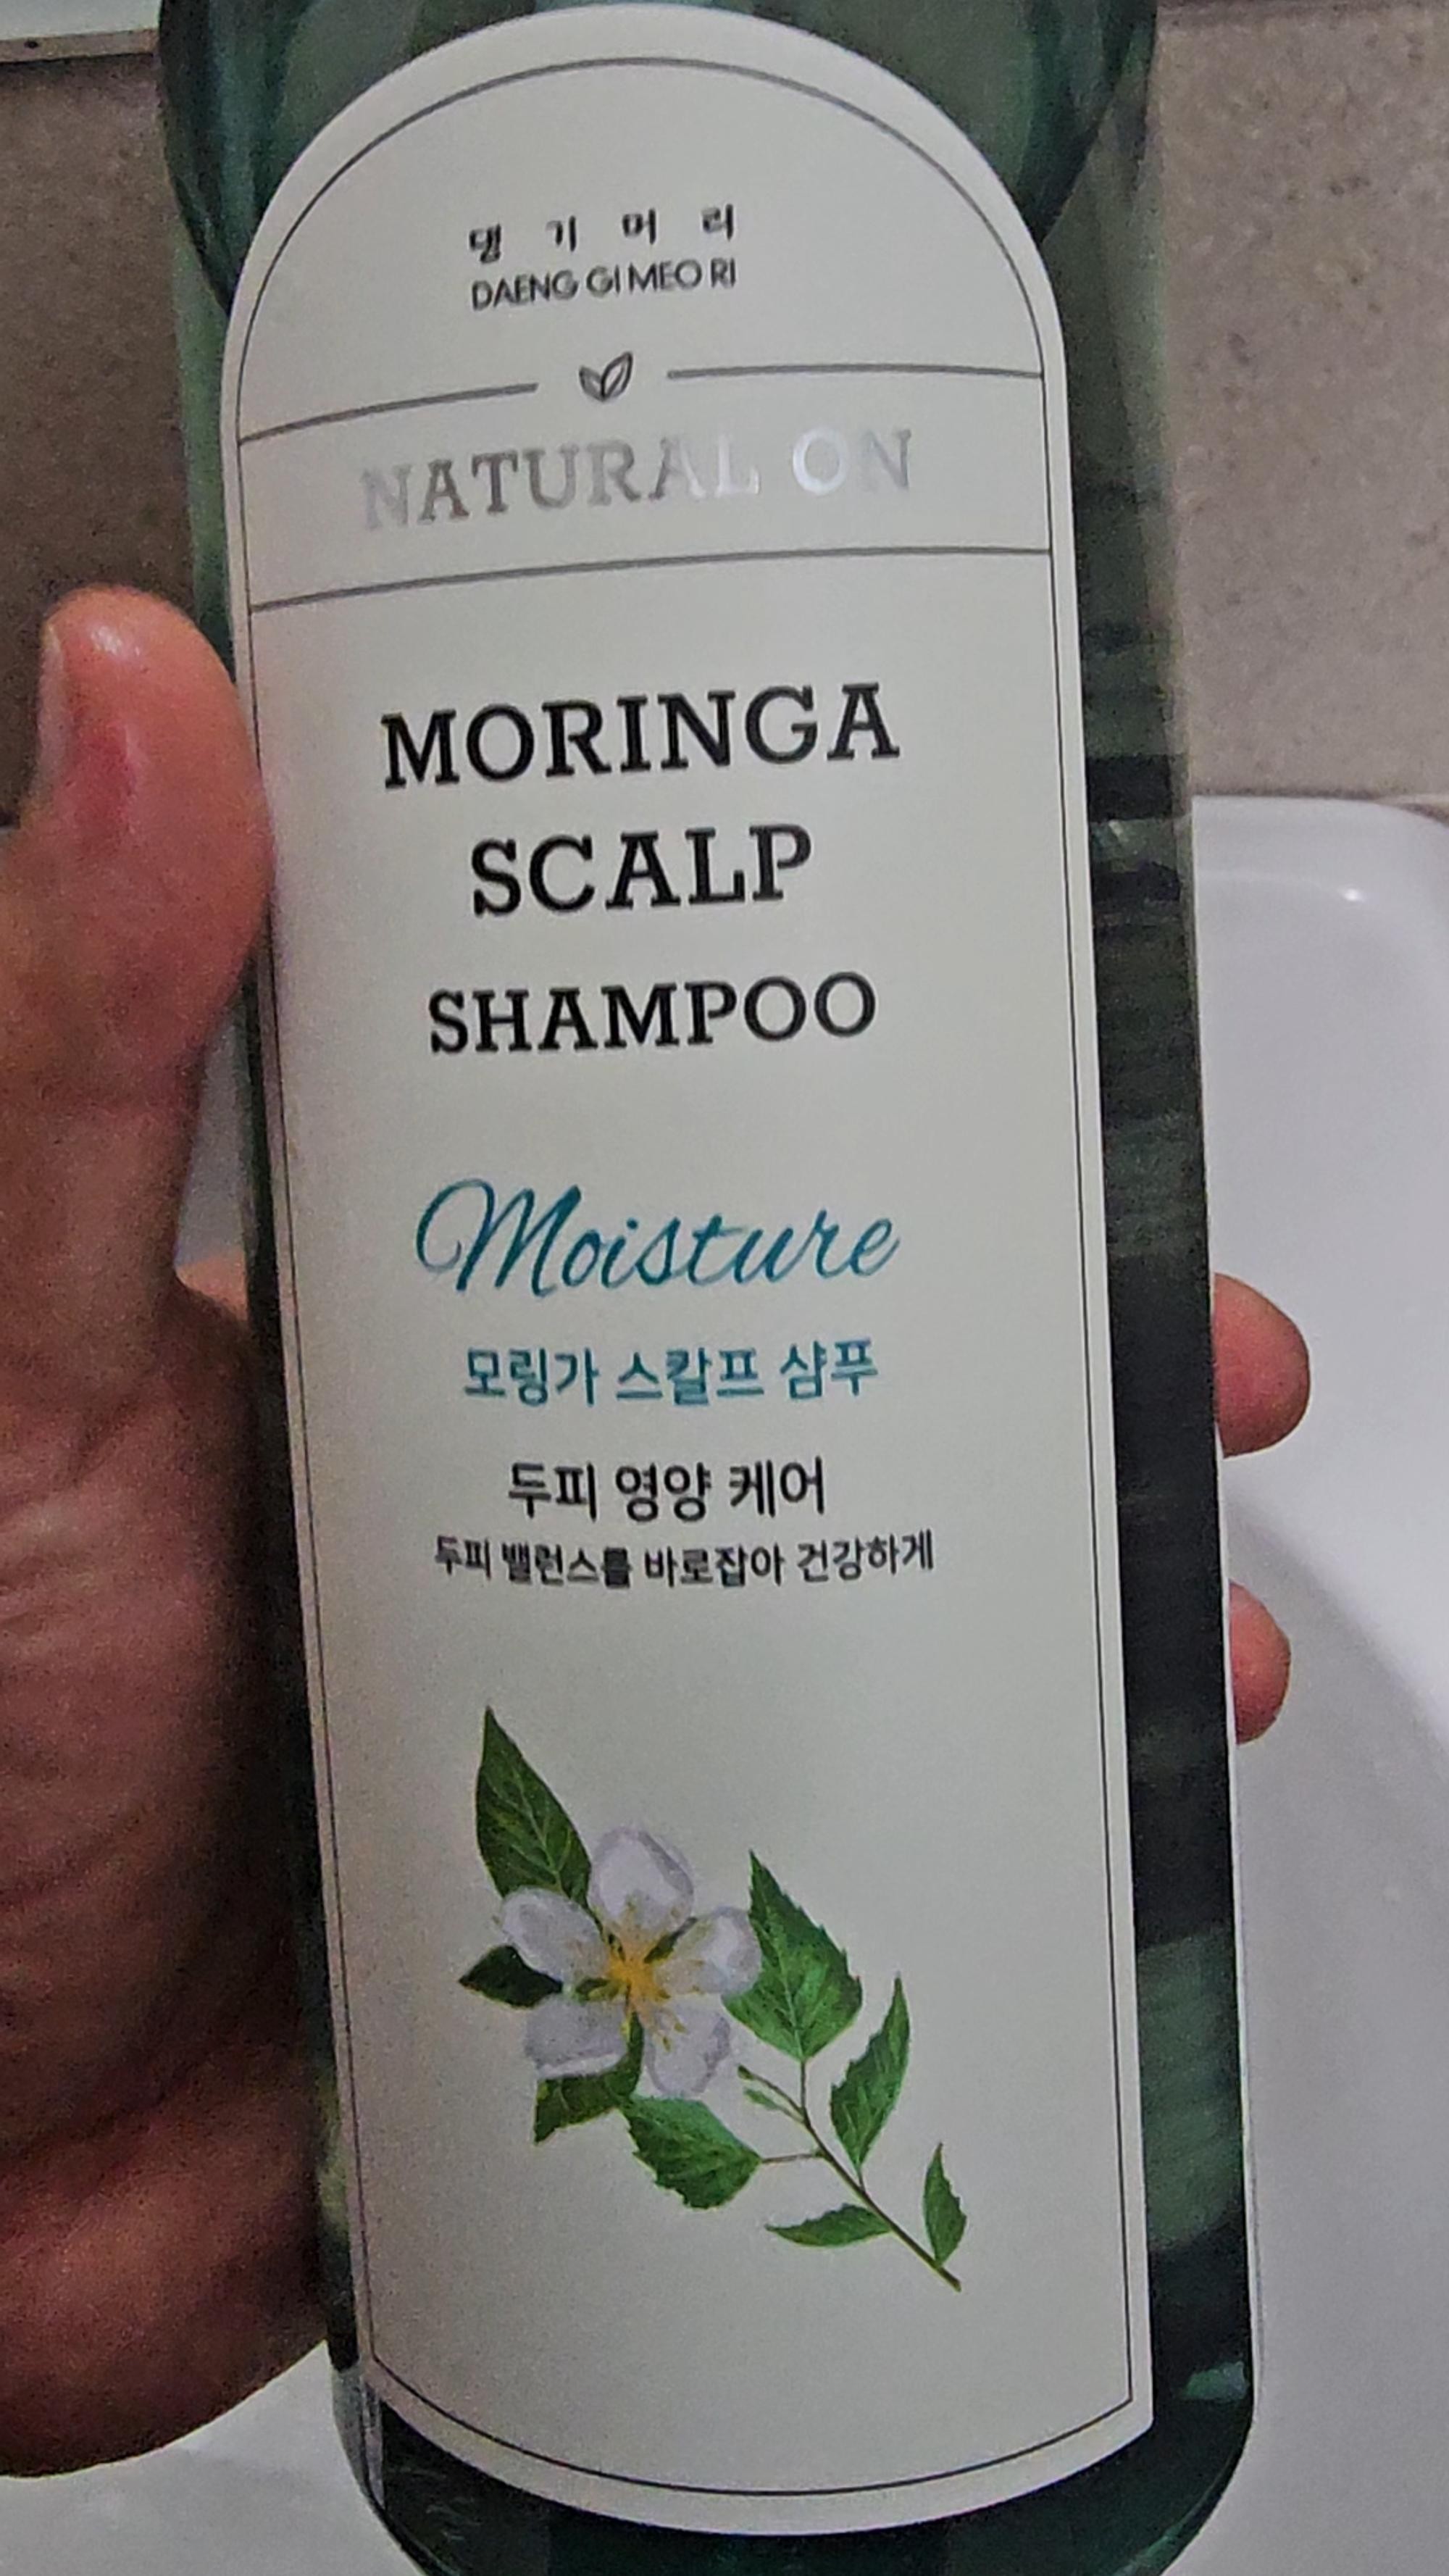 댕기머리
DAENG GI MEO RI
NATURAL ON
MORINGA
SCALP
SHAMPOO
Moisture
모링가 스칼프 샴푸
두피 영양 케어
두피 밸런스를 바로잡아 건강하게